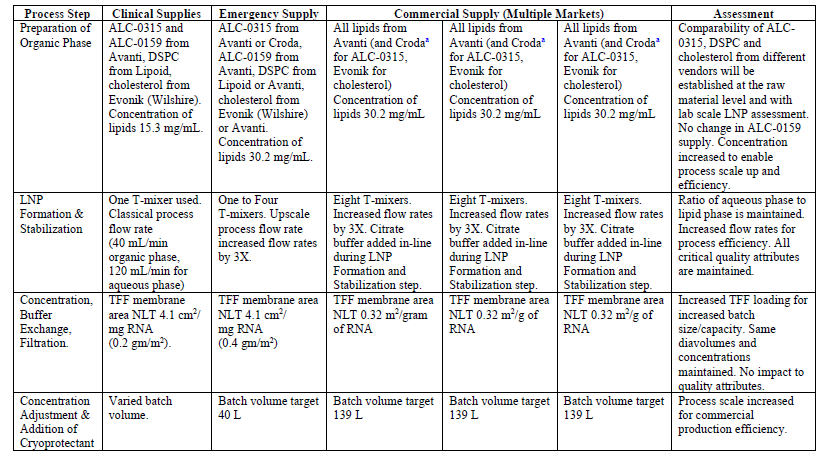 Process Step
Clinical Supplies
Emergency Supply
Commercial Supply (Multiple Markets)
Assessment
Preparation of
Organic Phase
ALC-0315 and
ALC-0159 from
Avanti, DSPC
from Lipoid,
cholesterol from
Evonik (Wilshire).
Concentration of
lipids 15.3 mg/mL.
ALC-0315 from
Avanti or Croda,
ALC-0159 from
Avanti, DSPC from
Lipoid or Avanti,
cholesterol from
Evonik (Wilshire)
or Avanti.
Concentration of
lipids 30.2 mg/mL.
All lipids from
Avanti (and Crodaᵃ
for ALC-0315,
Evonik for
cholesterol)
Concentration of
lipids 30.2 mg/mL
All lipids from
Avanti (and Crodaᵃ
for ALC-0315,
Evonik for
cholesterol)
Concentration of
lipids 30.2 mg/mL
All lipids from
Avanti (and Crodaᵃ
for ALC-0315,
Evonik for
cholesterol)
Concentration of
lipids 30.2 mg/mL
Comparability of ALC-
0315, DSPC and
cholesterol from different
vendors will be
established at the raw
material level and with
lab scale LNP assessment.
No change in ALC-0159
supply. Concentration
increased to enable
process scale up and
efficiency.
LNP
Formation &
Stabilization
One T-mixer used.
Classical process
flow rate
(40 mL/min
organic phase,
120 mL/min for
aqueous phase)
One to Four
T-mixers. Upscale
process flow rate
increased flow rates
by 3X.
Eight T-mixers.
Increased flow rates
by 3X. Citrate
buffer added in-line
during LNP
Formation and
Stabilization step.
Eight T-mixers.
Increased flow rates
by 3X. Citrate
buffer added in-line
during LNP
Formation and
Stabilization step.
Eight T-mixers.
Increased flow rates
by 3X. Citrate
buffer added in-line
during LNP
Formation and
Stabilization step.
Ratio of aqueous phase to
lipid phase is maintained.
Increased flow rates for
process efficiency. All
critical quality attributes
are maintained.
Concentration,
Buffer
Exchange,
Filtration.
TFF membrane
area NLT 4.1 cm²/
mg RNA
(0.2 gm/m²).
TFF membrane area
NLT 4.1 cm²/
mg RNA
(0.4 gm/m²)
TFF membrane area
NLT 0.32 m²/gram
of RNA
TFF membrane area
NLT 0.32 m²/g of
RNA
TFF membrane area
NLT 0.32 m²/g of
RNA
Increased TFF loading for
increased batch
size/capacity. Same
diavolumes and
concentrations
maintained. No impact to
quality attributes.
Concentration
Adjustment &
Addition of
Cryoprotectant
Varied batch
volume.
Batch volume target
40 L
Batch volume target
139 L
Batch volume target
139 L
Batch volume target
139 L
Process scale increased
for commercial
production efficiency.